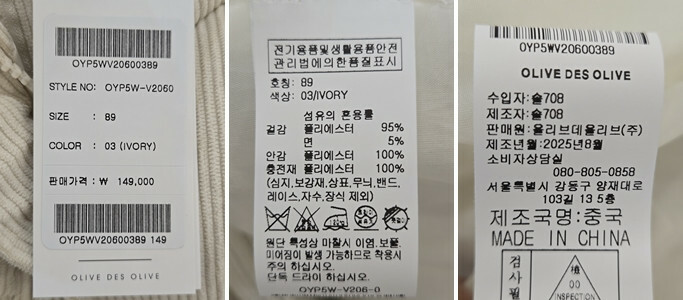 OYP5WV20600389
STYLE NO: OYP5W-V2060
SIZE : 89
COLOR : 03 (IVORY)
판매가격 : ₩ 149,000
OYP5WV20600389 149
OLIVE DES OLIVE
전기용품및생활용품안전
관리법에의한품질표시
호칭: 89
색상: 03/IVORY
섬유의 혼용률
겉감 폴리에스터 95%
면 5%
안감 폴리에스터 100%
충전재 폴리에스터 100%
(심지,보강재,상표,무늬,밴드,
레이스,자수,장식 제외)
원단 특성상 마찰시 이염,보풀,
미어짐이 발생 가능하므로 착용시
주의 하십시오.
단독 드라이 하십시오.
OYP5W-V206-0
OYP5WV20600389
OLIVE DES OLIVE
수입자:술708
제조자:술708
판매원:올리브데올리브(주)
제조년월:2025년8월
소비자상담실
080-805-0858
서울특별시 강동구 양재대로
103길 13 5층
제조국명:중국
MADE IN CHINA
검
사
필
檢
00
INSPECTION